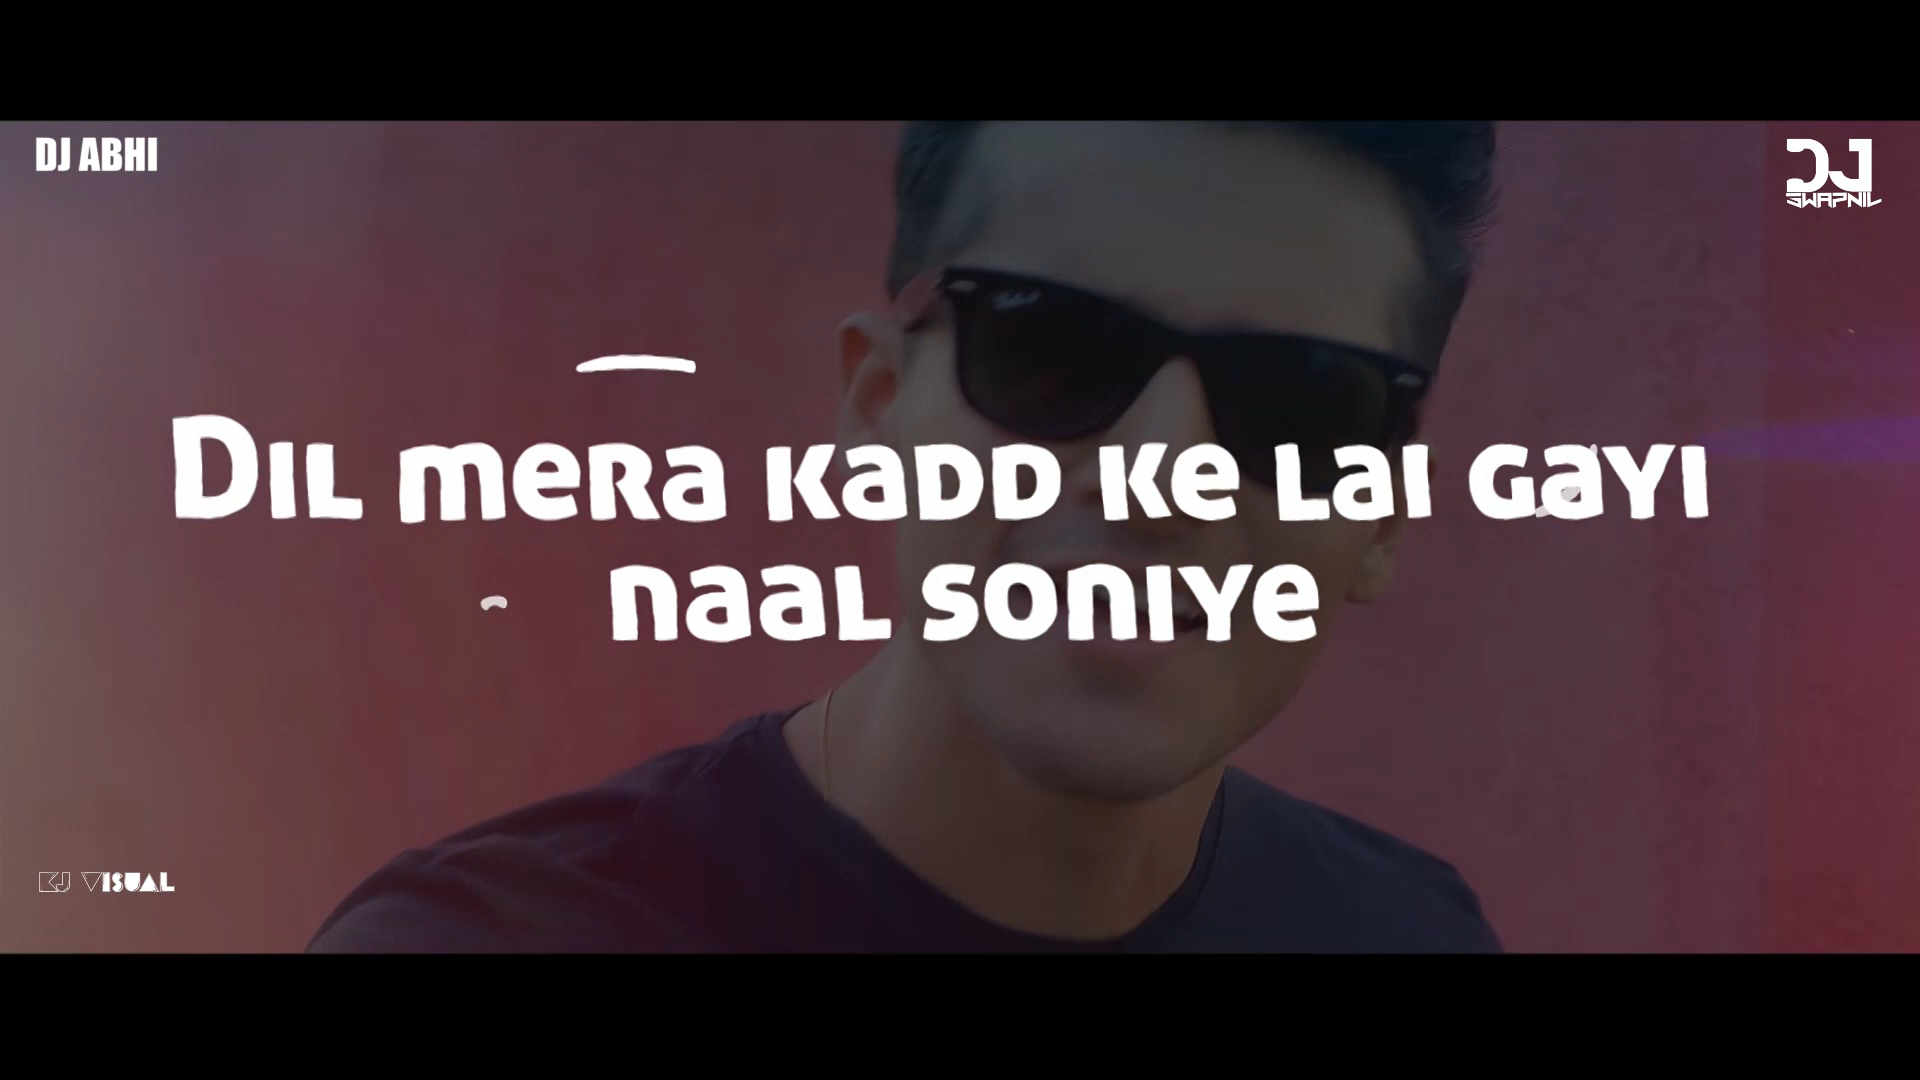 DJ ABHI
DJ
SWAPNIL
Dil mera kadd ke lai gayi
naal soniye
KJ VISUAL